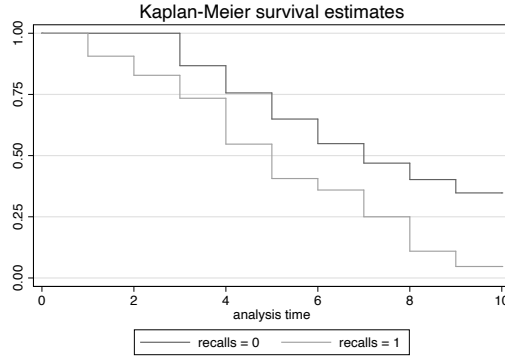 Kaplan-Meier survival estimates
1.00
0.75
0.50
0.25
0.00
0 2 4 6 8 10
analysis time
recalls = 0 recalls = 1